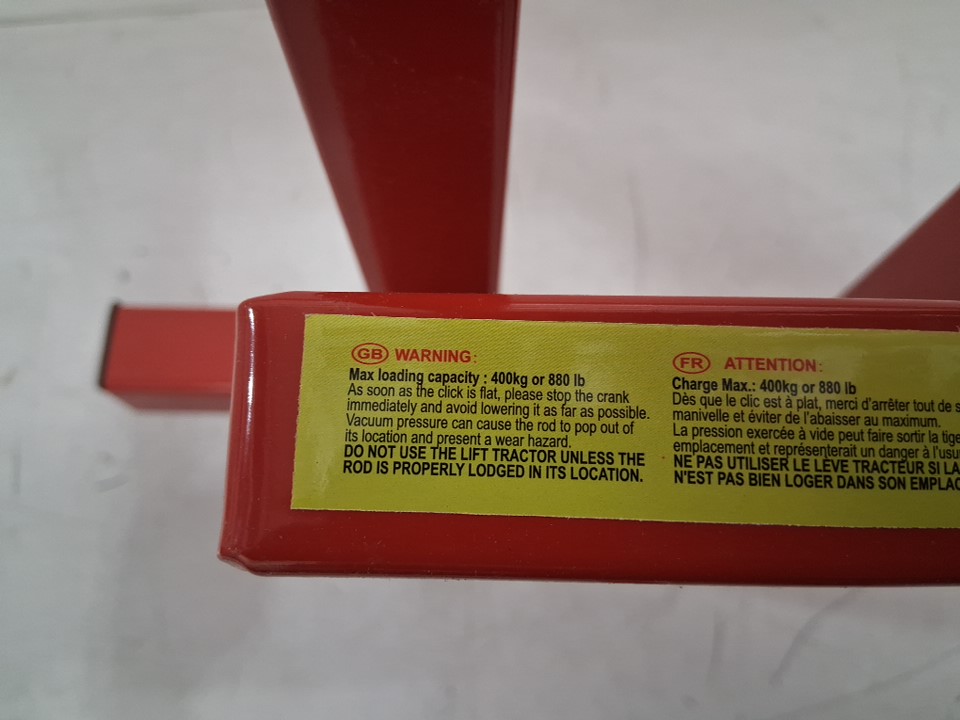 GB WARNING:
Max loading capacity : 400kg or 880 lb
As soon as the click is flat, please stop the crank
immediately and avoid lowering it as far as possible.
Vacuum pressure can cause the rod to pop out of
its location and present a wear hazard.
DO NOT USE THE LIFT TRACTOR UNLESS THE
ROD IS PROPERLY LODGED IN ITS LOCATION.
FR ATTENTION:
Charge Max.: 400kg or 880 lb
Dès que le clic est à plat, merci d'arrêter tout de s
manivelle et éviter de l'abaisser au maximum.
La pression exercée à vide peut faire sortir la tige
emplacement et représenterait un danger à l'usu
NE PAS UTILISER LE LÈVE TRACTEUR SI LA
N'EST PAS BIEN LOGER DANS SON EMPLAC